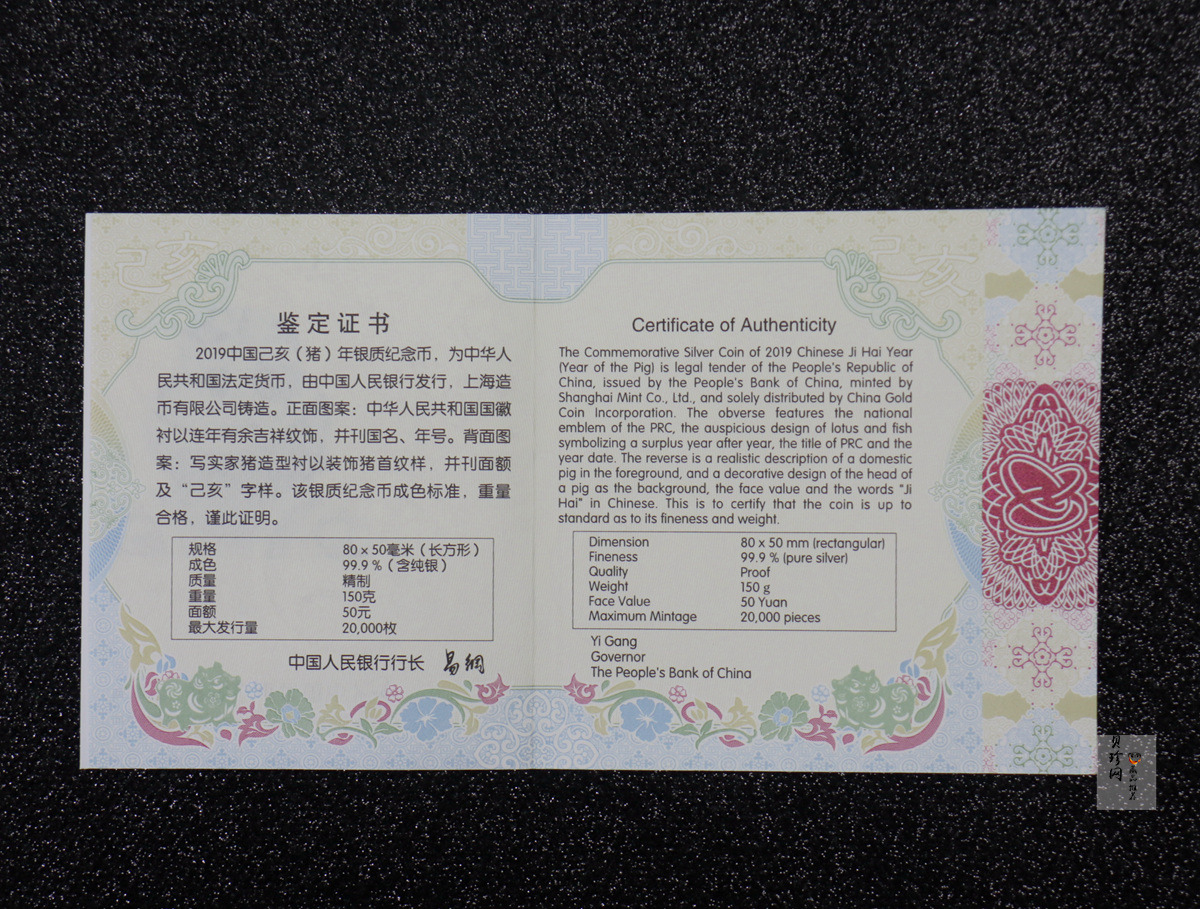 己亥
己亥
鉴定证书
2019中国己亥（猪）年银质纪念币，为中华人
民共和国法定货币，由中国人民银行发行，上海造
币有限公司铸造。正面图案：中华人民共和国国徽
衬以连年有余吉祥纹饰，并刊国名、年号。背面图
案：写实家猪造型衬以装饰猪首纹样，并刊面额
及“己亥”字样。该银质纪念币成色标准，重量
合格，谨此证明。
规格 80×50毫米（长方形）
成色 99.9％（含纯银）
质量 精制
重量 150克
面额 50元
最大发行量 20,000枚
中国人民银行行长 易纲
Certificate of Authenticity
The Commemorative Silver Coin of 2019 Chinese Ji Hai Year
(Year of the Pig) is legal tender of the People's Republic of
China, issued by the People's Bank of China, minted by
Shanghai Mint Co., Ltd., and solely distributed by China Gold
Coin Incorporation. The obverse features the national
emblem of the PRC, the auspicious design of lotus and fish
symbolizing a surplus year after year, the title of PRC and the
year date. The reverse is a realistic description of a domestic
pig in the foreground, and a decorative design of the head of
a pig as the background, the face value and the words “Ji
Hai” in Chinese. This is to certify that the coin is up to
standard as to its fineness and weight.
Dimension 80 x 50 mm (rectangular)
Fineness 99.9 % (pure silver)
Quality Proof
Weight 150 g
Face Value 50 Yuan
Maximum Mintage 20,000 pieces
Yi Gang
Governor
The People's Bank of China
贝珍网